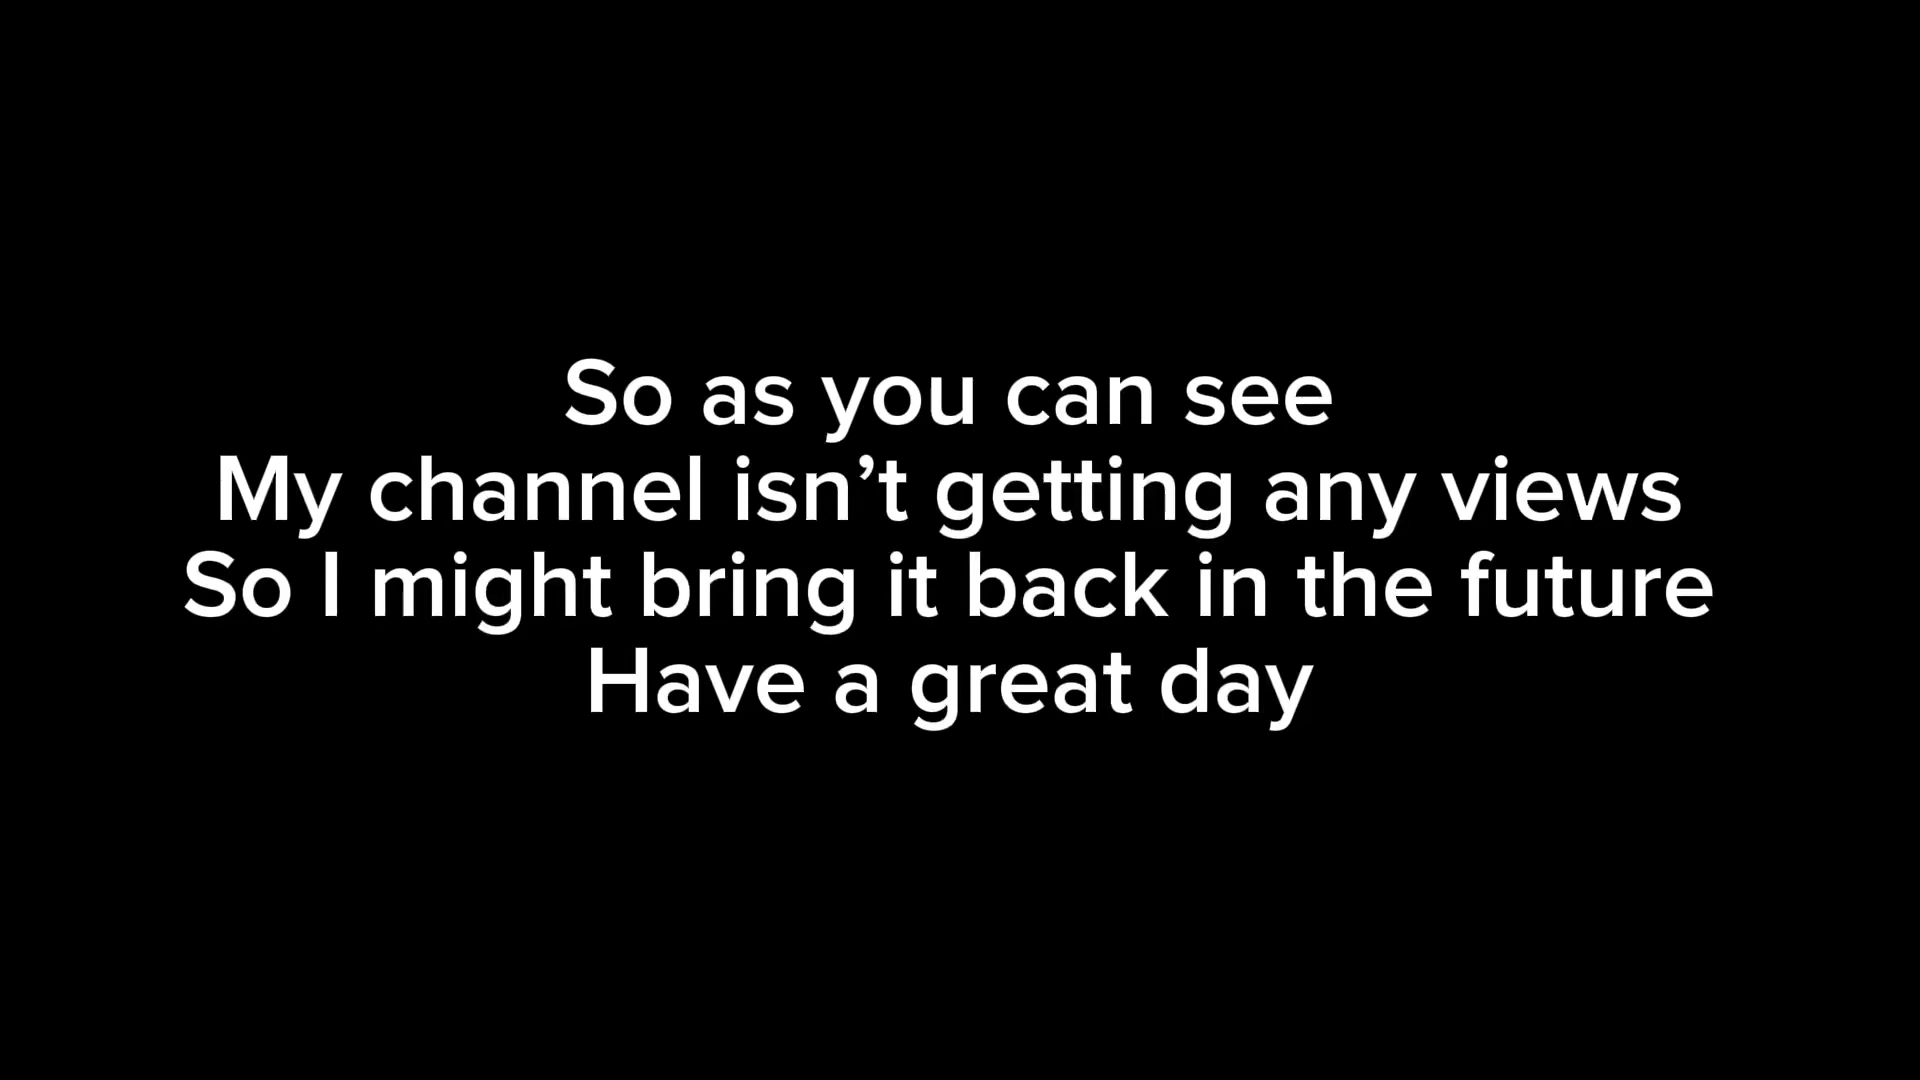 So as you can see
My channel isn’t getting any views
So I might bring it back in the future
Have a great day